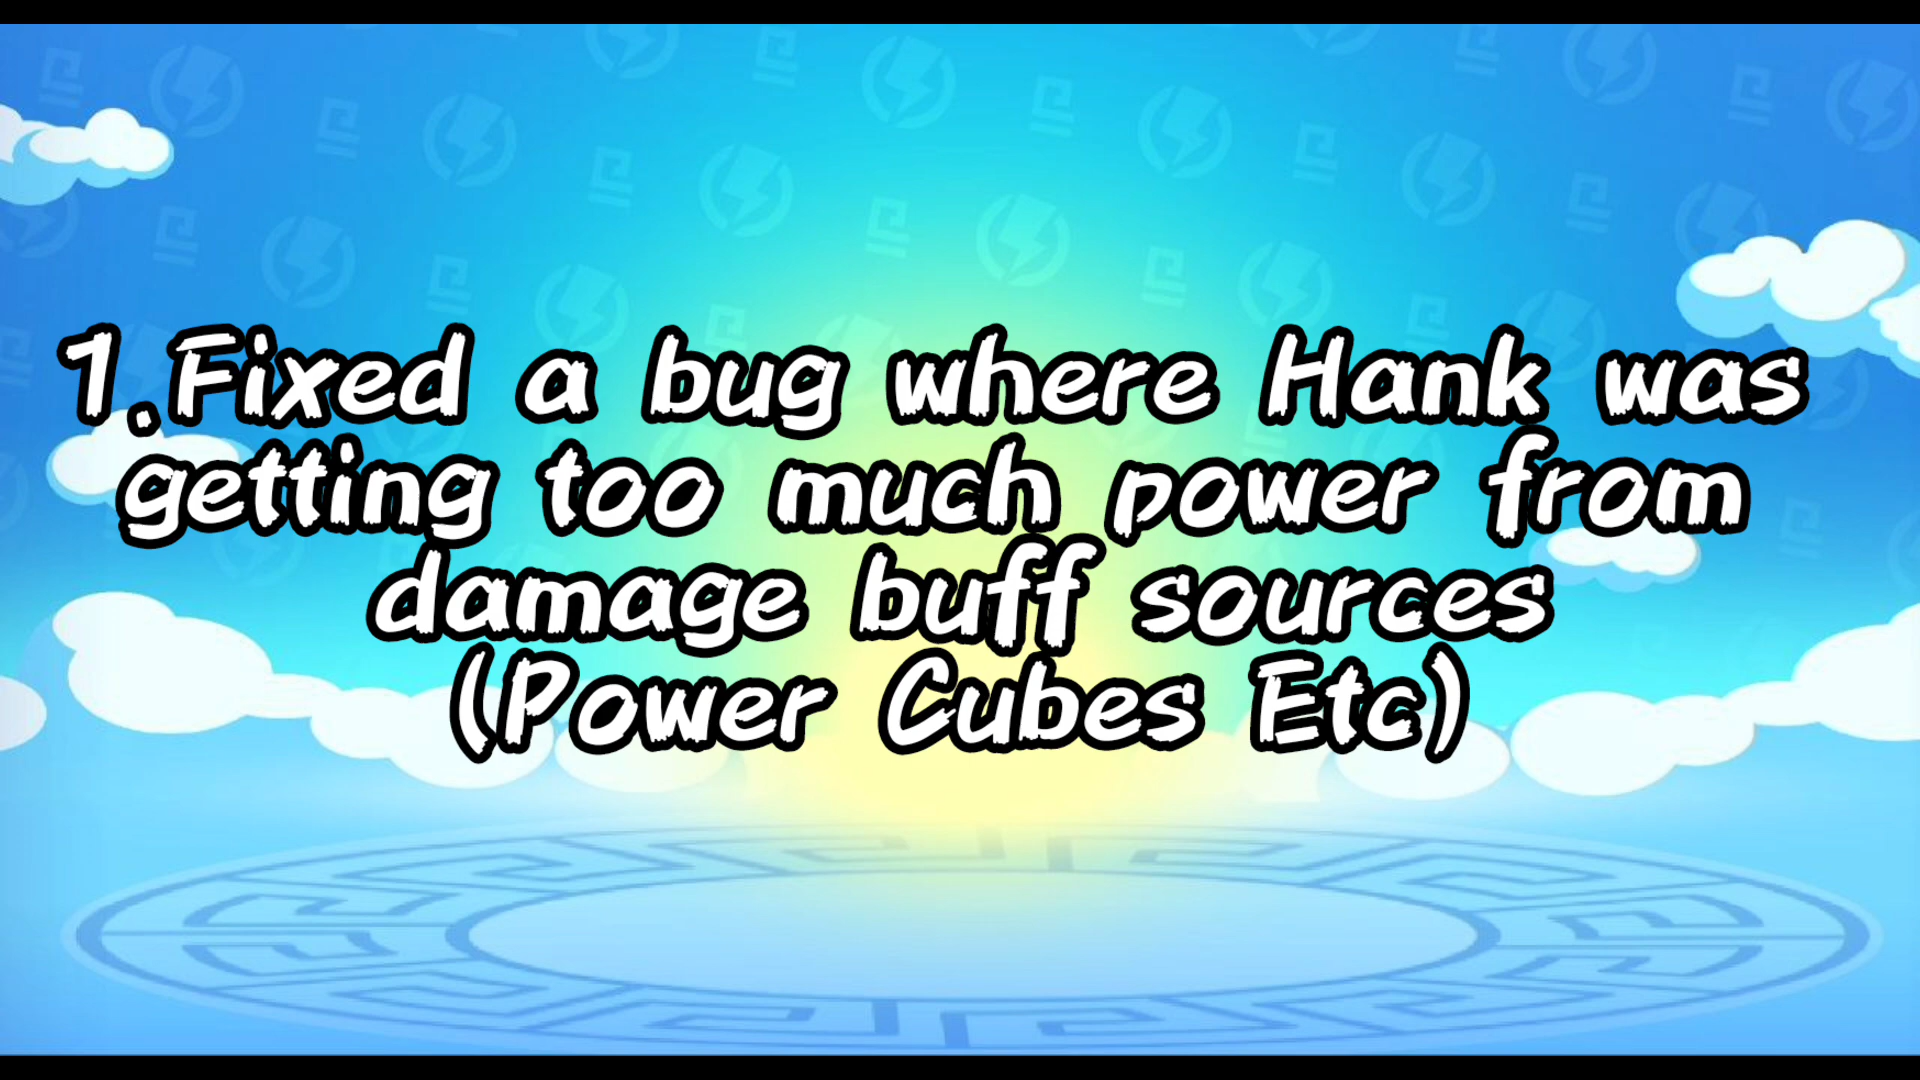 1.Fixed a bug where Hank was
getting too much power from
damage buff sources
(Power Cubes Etc)